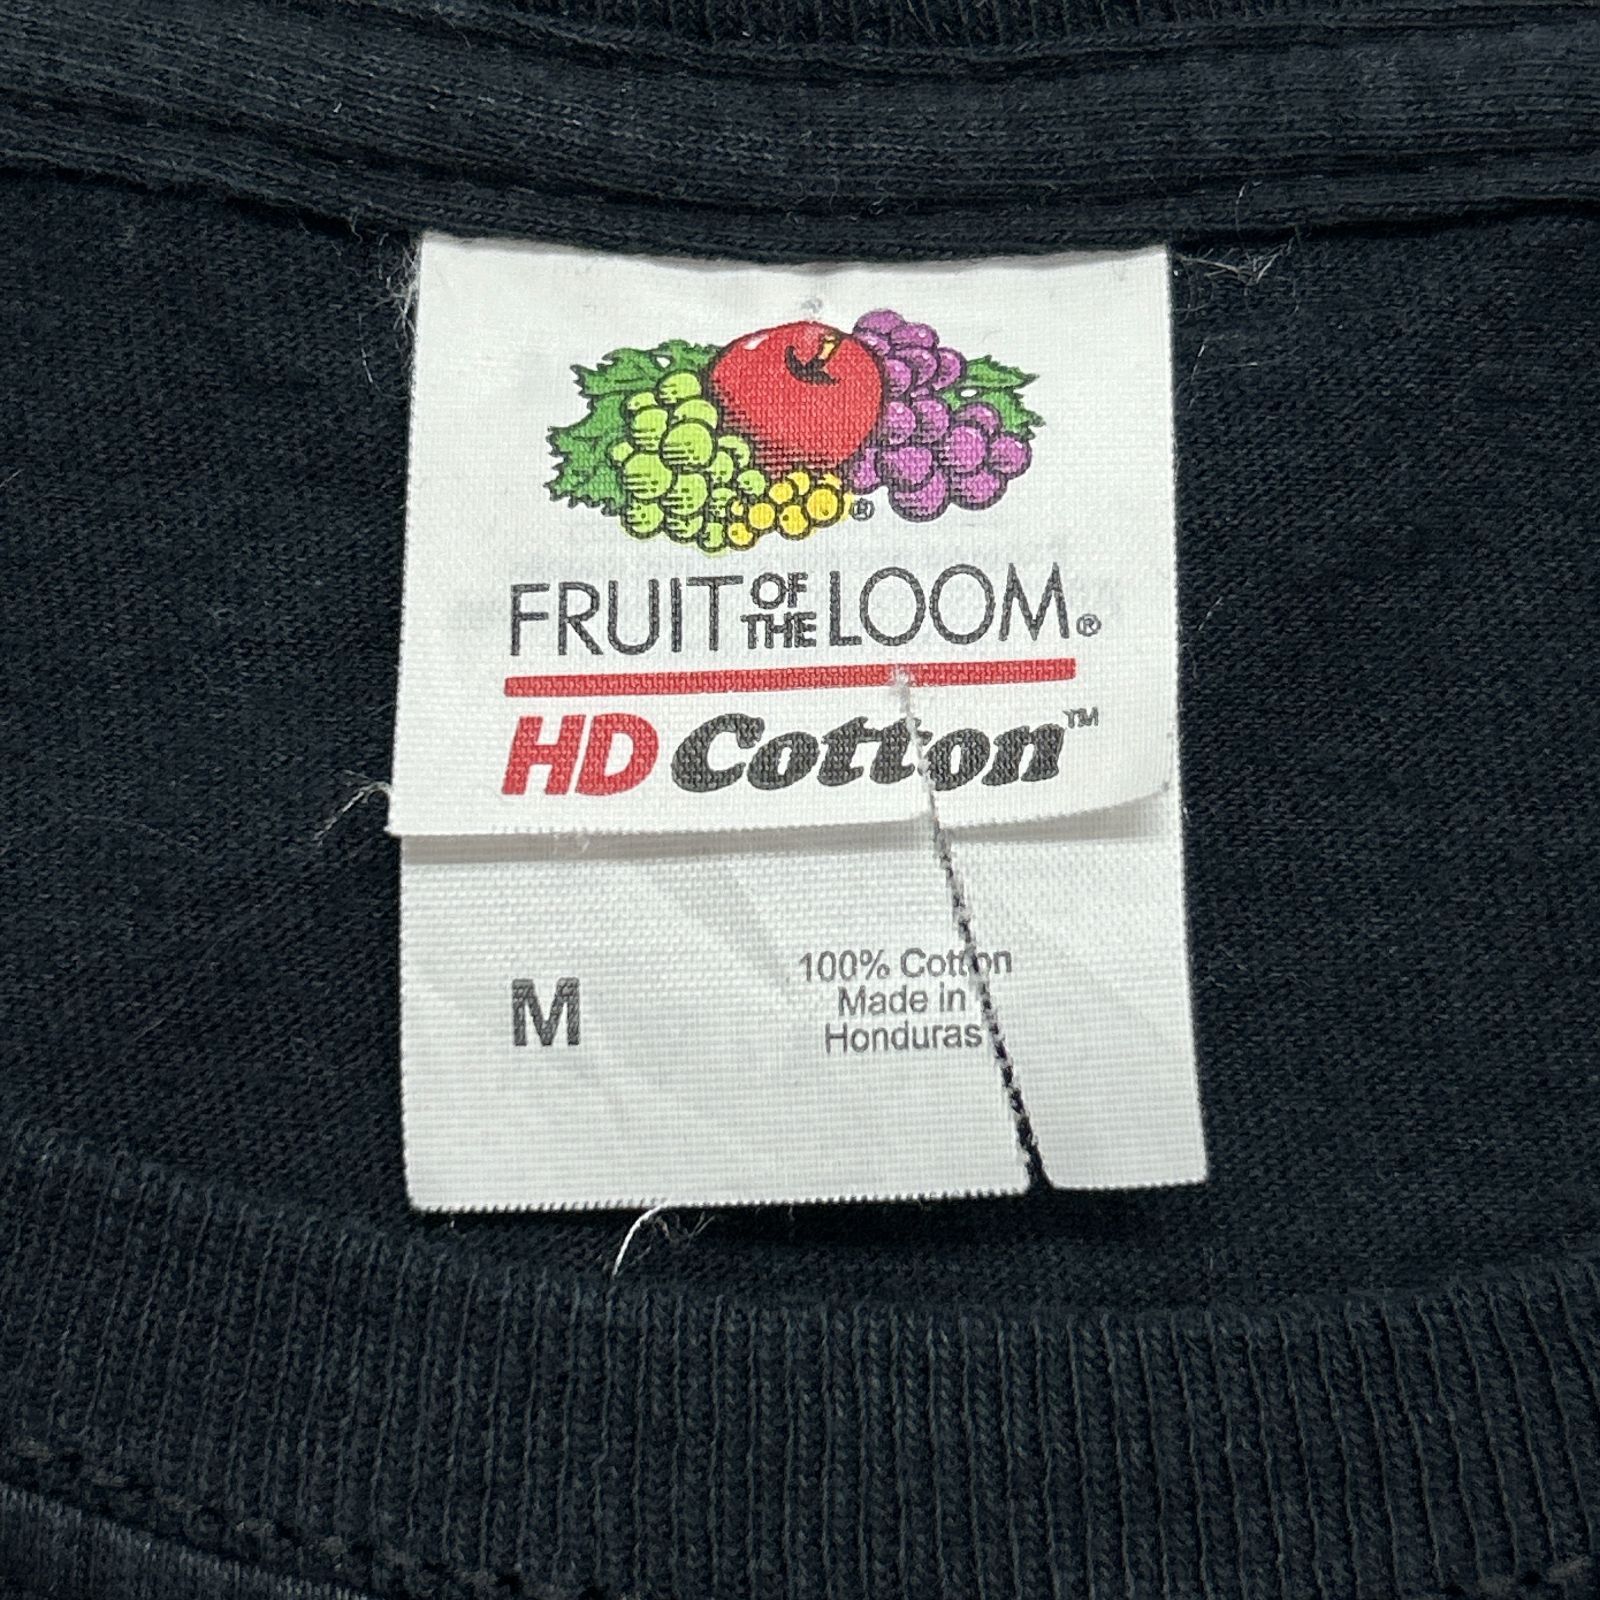 FRUIT OF THE LOOM®
HD Cotton™
M
100% Cotton
Made in
Honduras